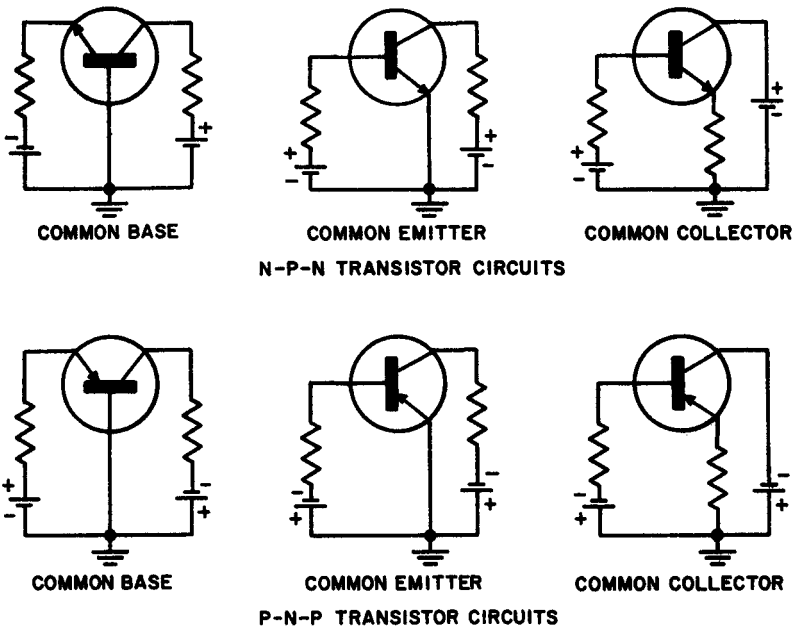 - + + - + - + - + -
COMMON BASE COMMON EMITTER COMMON COLLECTOR
N-P-N TRANSISTOR CIRCUITS
+ - - + - + - + - + - +
COMMON BASE COMMON EMITTER COMMON COLLECTOR
P-N-P TRANSISTOR CIRCUITS